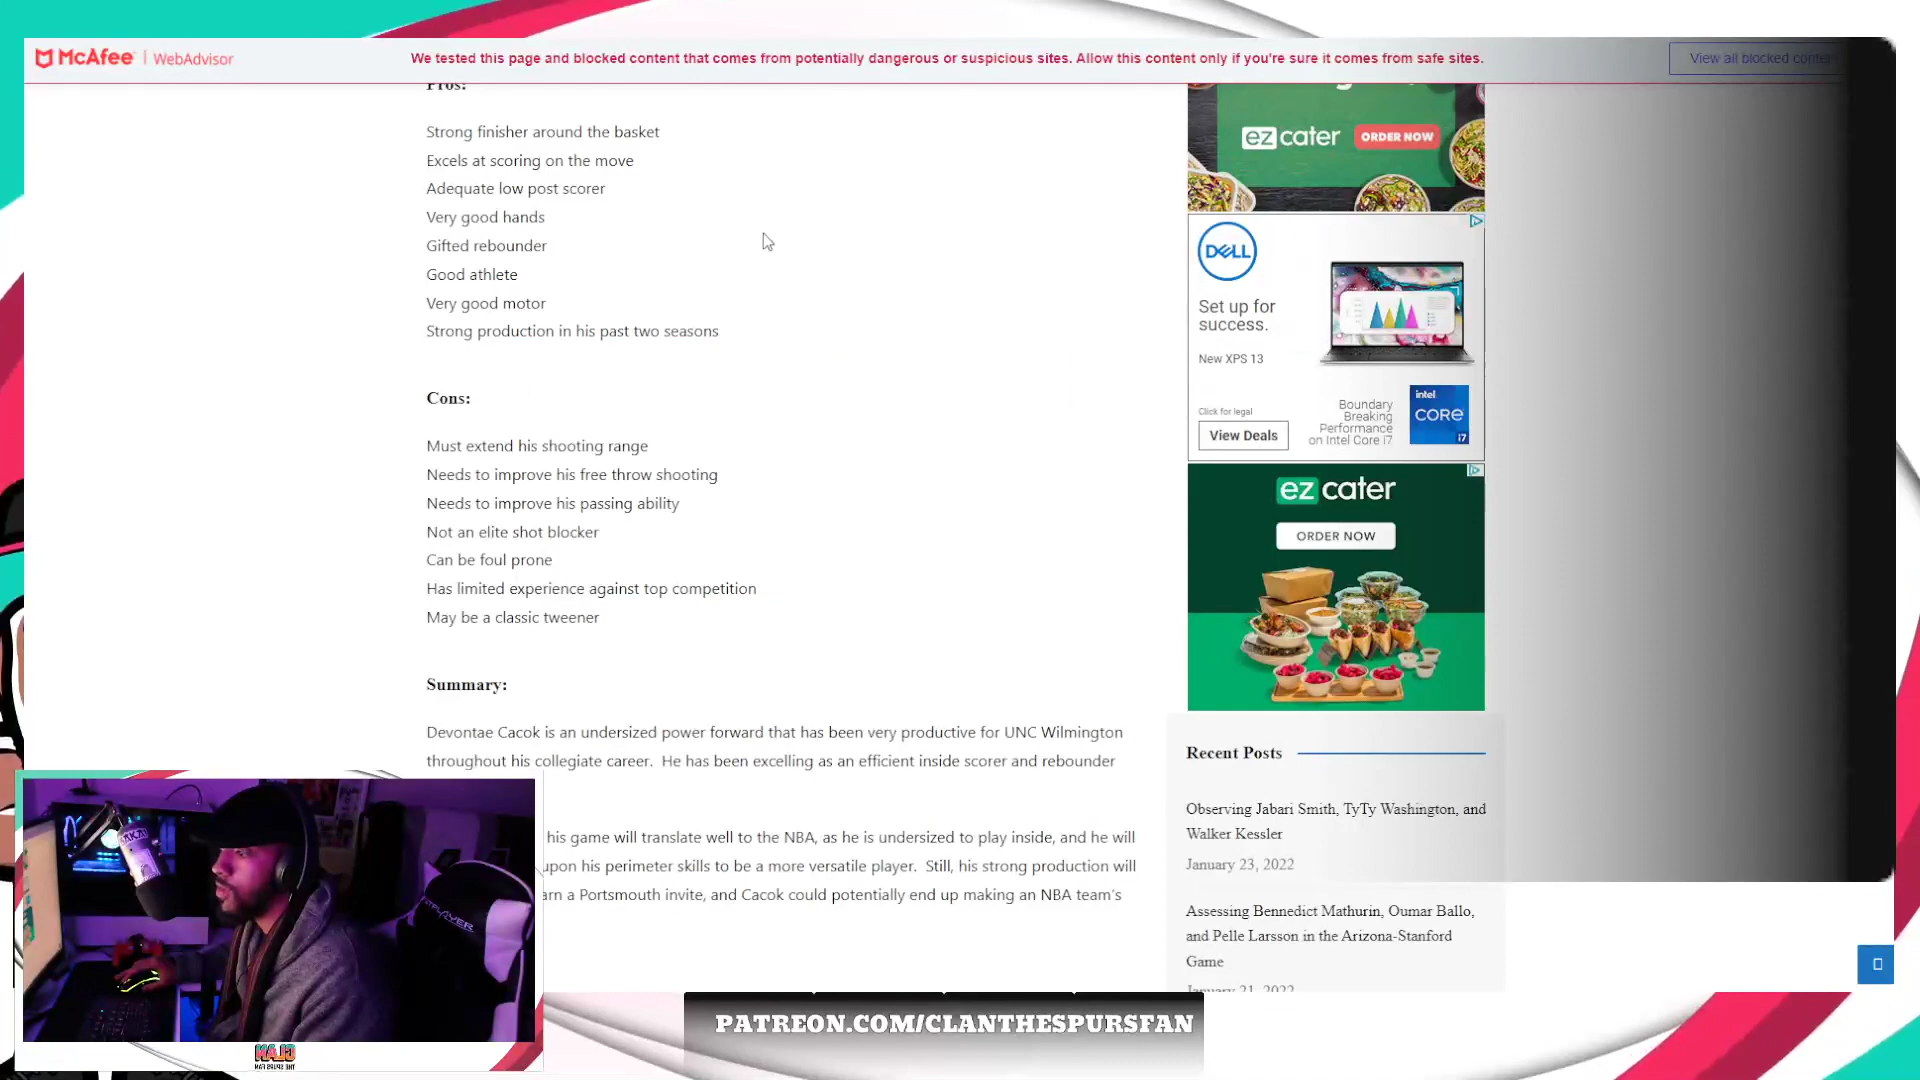 McAfee | WebAdvisor
We tested this page and blocked content that comes from potentially dangerous or suspicious sites. Allow this content only if you're sure it comes from safe sites.
View all blocked content
Pros:
Strong finisher around the basket
Excels at scoring on the move
Adequate low post scorer
Very good hands
Gifted rebounder
Good athlete
Very good motor
Strong production in his past two seasons
Cons:
Must extend his shooting range
Needs to improve his free throw shooting
Needs to improve his passing ability
Not an elite shot blocker
Can be foul prone
Has limited experience against top competition
May be a classic tweener
Summary:
Devontae Cacok is an undersized power forward that has been very productive for UNC Wilmington
throughout his collegiate career. He has been excelling as an efficient inside scorer and rebounder
his game will translate well to the NBA, as he is undersized to play inside, and he will
upon his perimeter skills to be a more versatile player. Still, his strong production will
arn a Portsmouth invite, and Cacok could potentially end up making an NBA team's
ez cater
ORDER NOW
DELL
Set up for
success.
New XPS 13
Click for legal
View Deals
Boundary
Breaking
Performance
on Intel Core i7
intel
CORE
i7
ez cater
ORDER NOW
Recent Posts
Observing Jabari Smith, TyTy Washington, and
Walker Kessler
January 23, 2022
Assessing Bennedict Mathurin, Oumar Ballo,
and Pelle Larsson in the Arizona-Stanford
Game
January 21, 2022
PATREON.COM/CLANTHESPURSFAN
CLAN
THE SPURS FAN